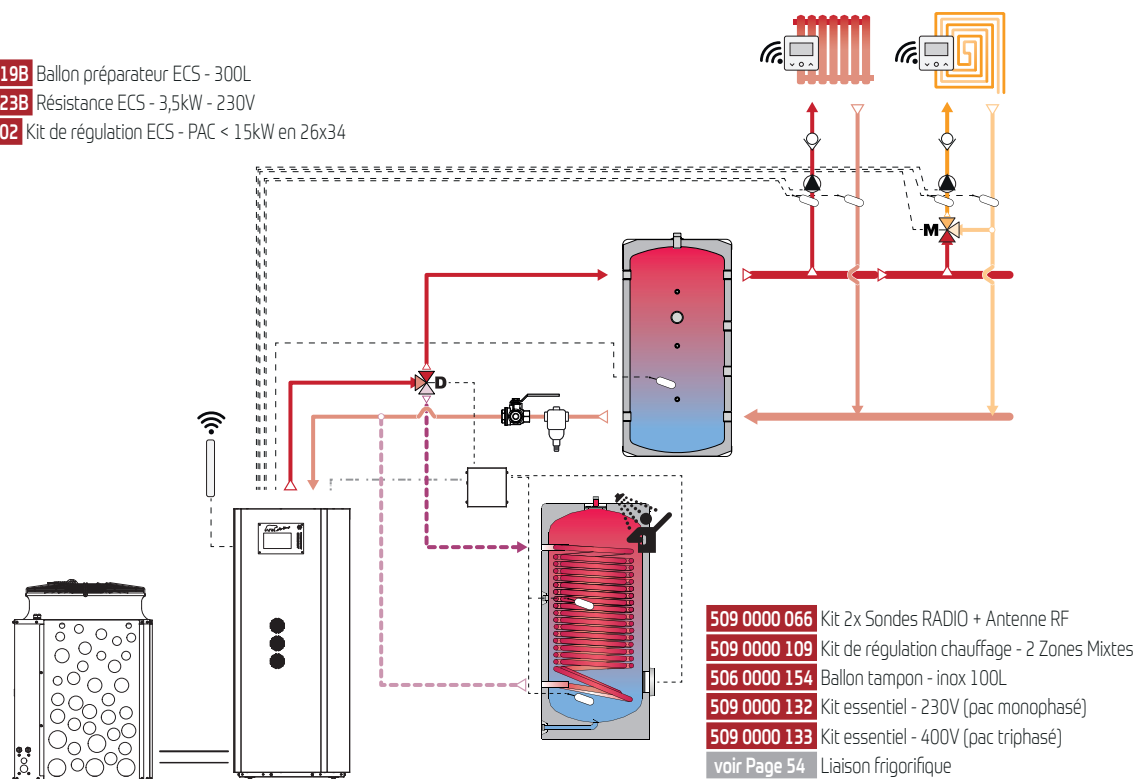 19B Ballon préparateur ECS - 300L
23B Résistance ECS - 3,5kW - 230V
02 Kit de régulation ECS - PAC < 15kW en 26x34
M
D
509 0000 066 Kit 2x Sondes RADIO + Antenne RF
509 0000 109 Kit de régulation chauffage - 2 Zones Mixtes
506 0000 154 Ballon tampon - inox 100L
509 0000 132 Kit essentiel - 230V (pac monophasé)
509 0000 133 Kit essentiel - 400V (pac triphasé)
voir Page 54 Liaison frigorifique